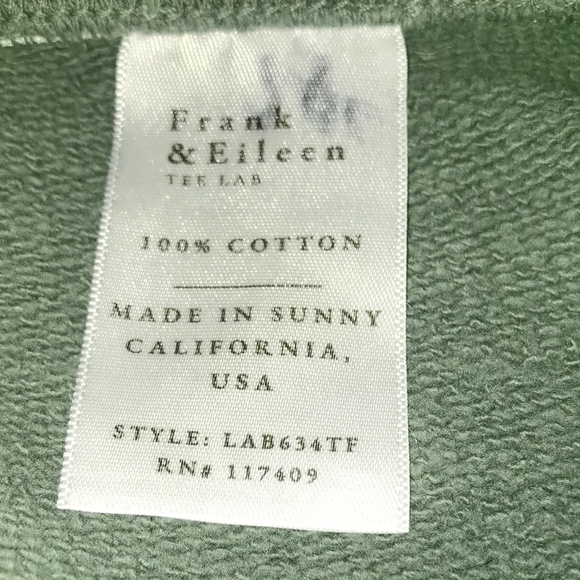 Frank
& Eileen
TEE LAB
100% COTTON
MADE IN SUNNY
CALIFORNIA,
USA
STYLE: LAB634TF
RN# 117409